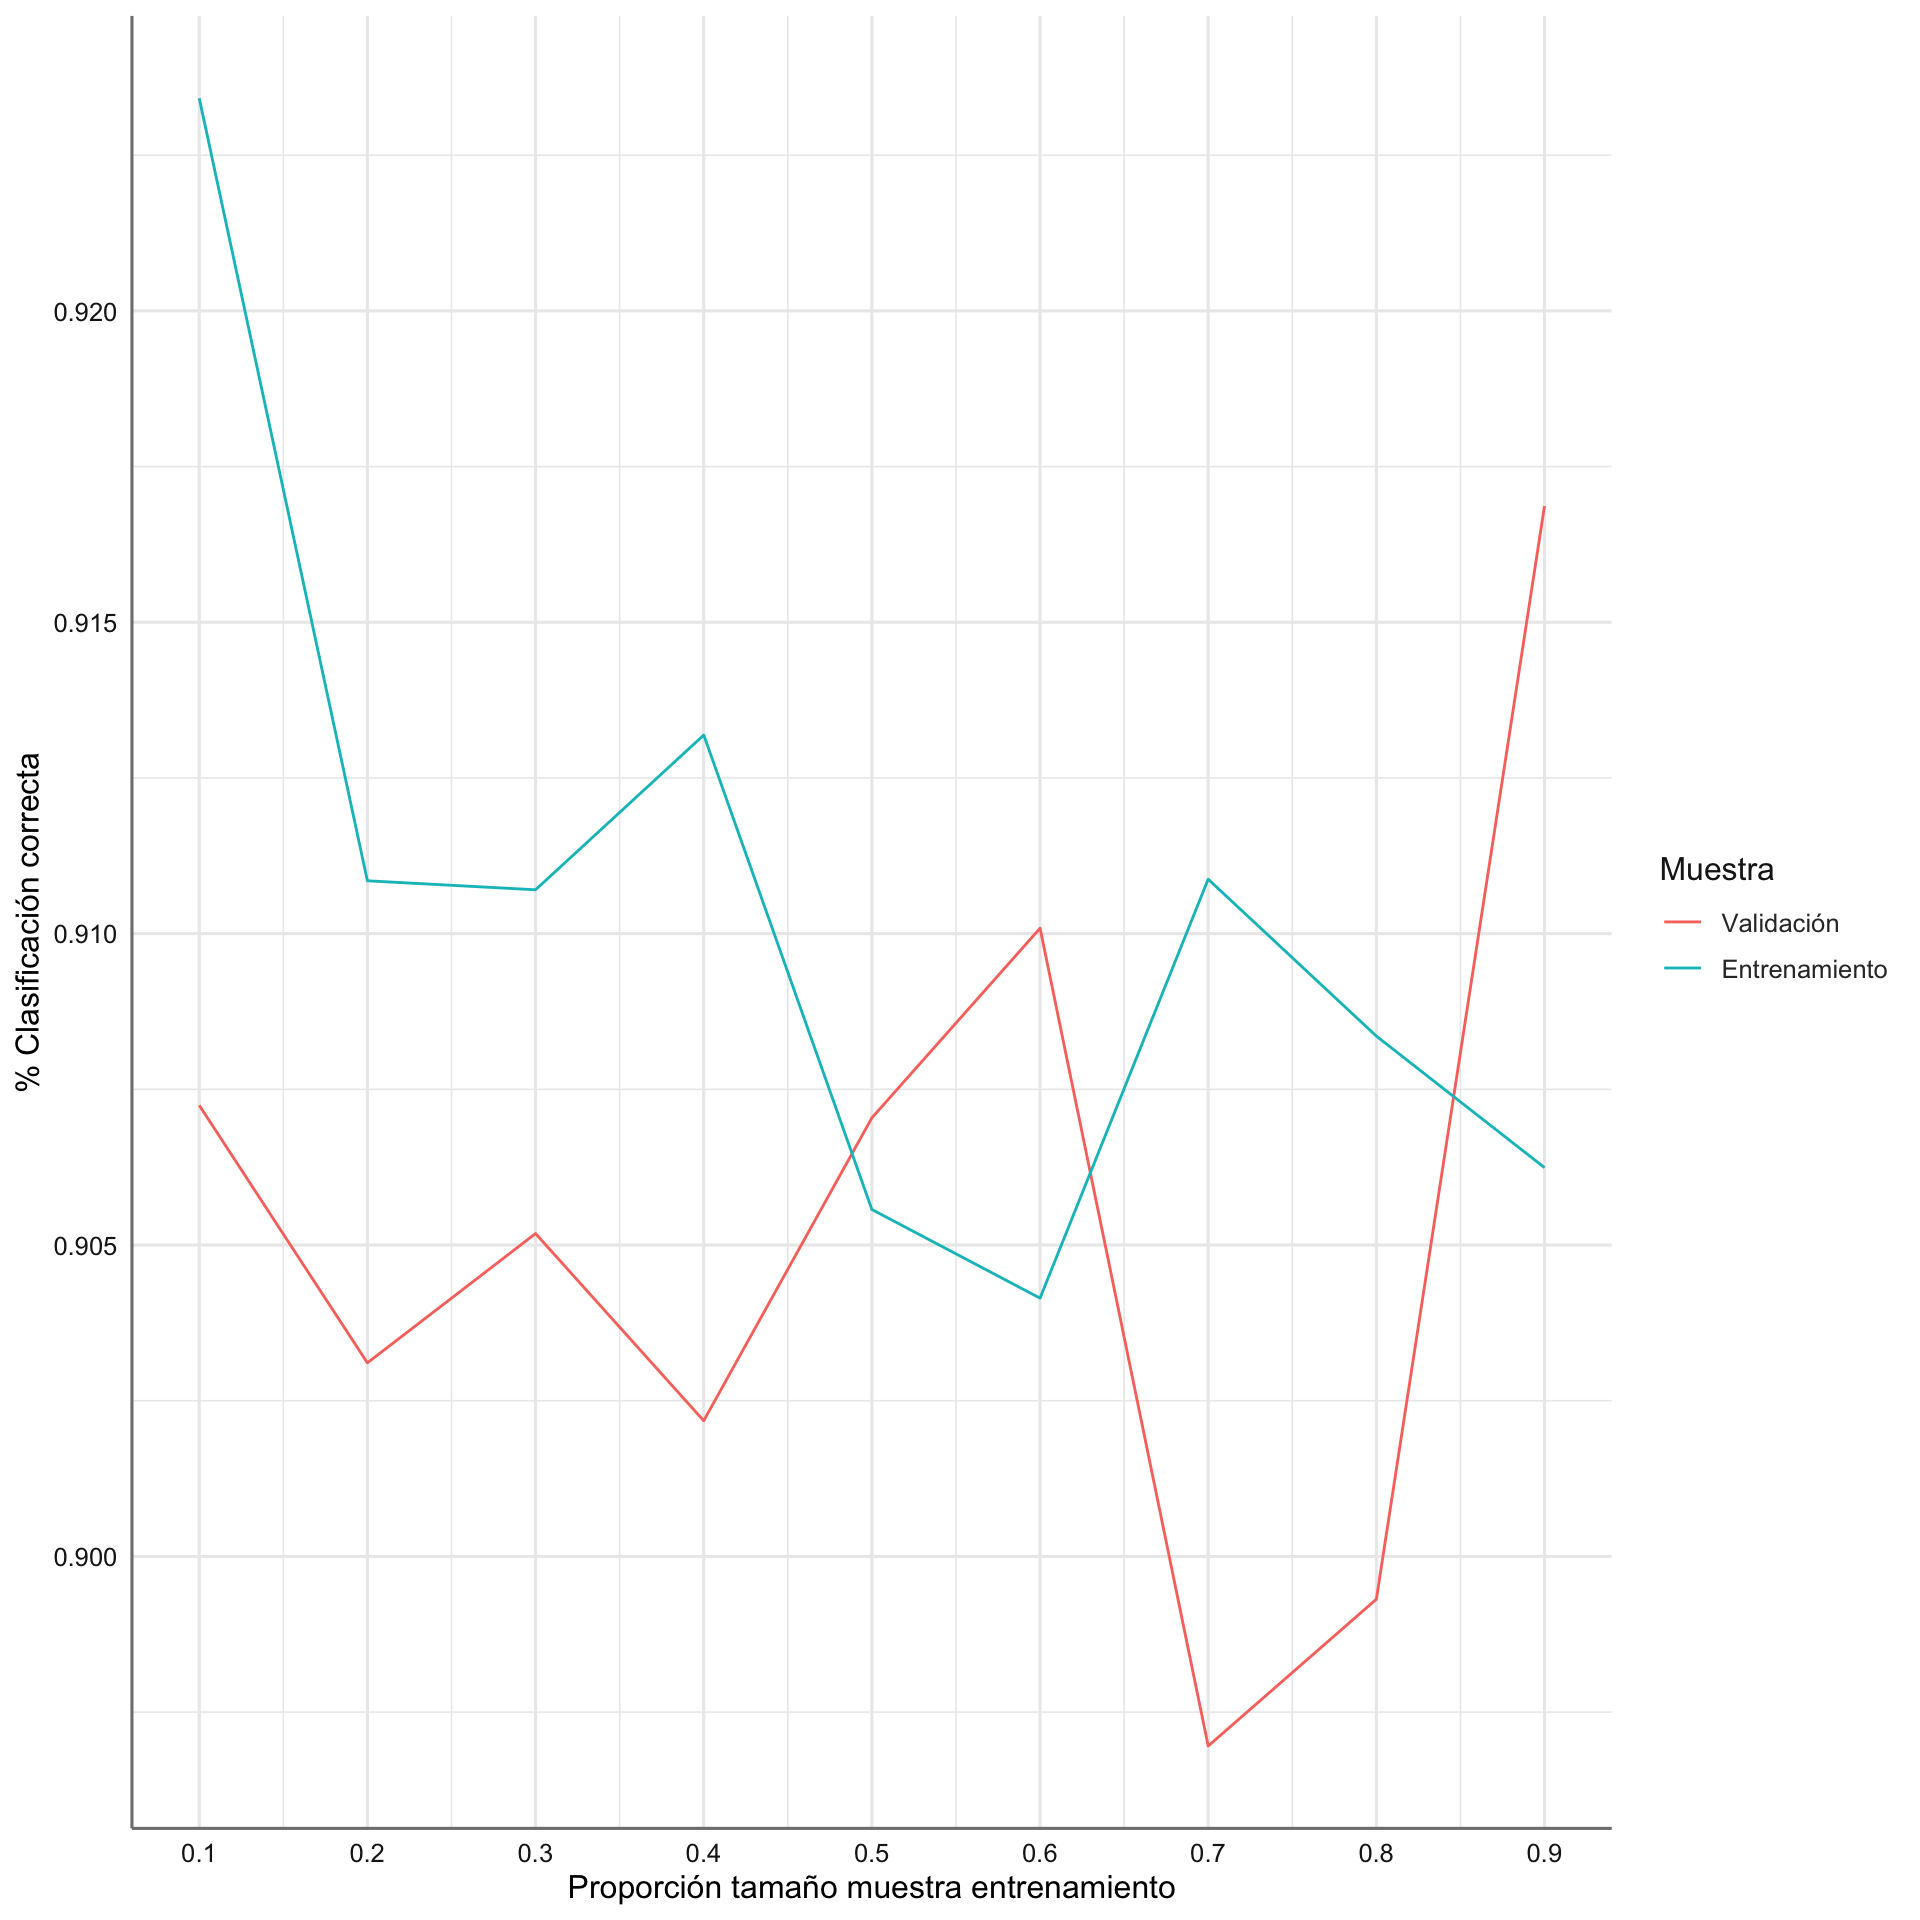 % Clasificación correcta
0.920
0.915
0.910
0.905
0.900
0.1 0.2 0.3 0.4 0.5 0.6 0.7 0.8 0.9
Proporción tamaño muestra entrenamiento
Muestra
Validación
Entrenamiento